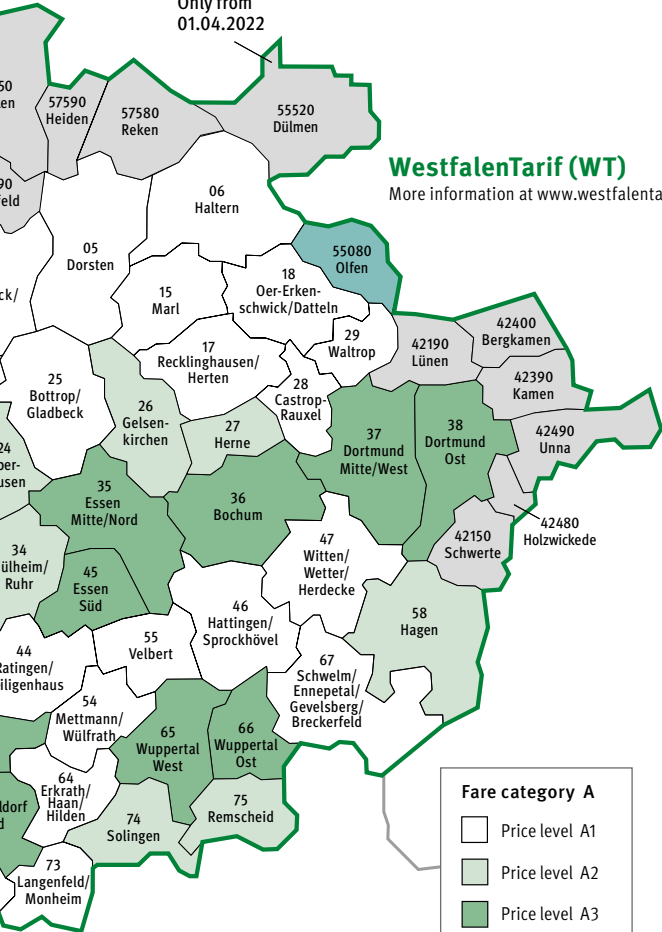 Only from
01.04.2022
57590
Heiden
57580
Reken
55520
Dülmen
WestfalenTarif (WT)
More information at
06
Haltern
05
Dorsten
55080
Olfen
15
Marl
18
Oer-Erken-
schwick/Datteln
29
Waltrop
42190
Lünen
42400
Bergkamen
17
Recklinghausen/
Herten
28
Castrop-
Rauxel
42390
Kamen
25
Bottrop/
Gladbeck
26
Gelsen-
kirchen
27
Herne
37
Dortmund
Mitte/West
38
Dortmund
Ost
42490
Unna
35
Essen
Mitte/Nord
36
Bochum
42480
Holzwickede
42150
Schwerte
47
Witten/
Wetter/
Herdecke
34
Ruhr
45
Essen
Süd
46
Hattingen/
Sprockhövel
58
Hagen
44
55
Velbert
67
Schwelm/
Ennepetal/
Gevelsberg/
Breckerfeld
54
Mettmann/
Wülfrath
65
Wuppertal
West
66
Wuppertal
Ost
64
Erkrath/
Haan/
Hilden
74
Solingen
75
Remscheid
73
Langenfeld/
Monheim
Fare category A
Price level A1
Price level A2
Price level A3